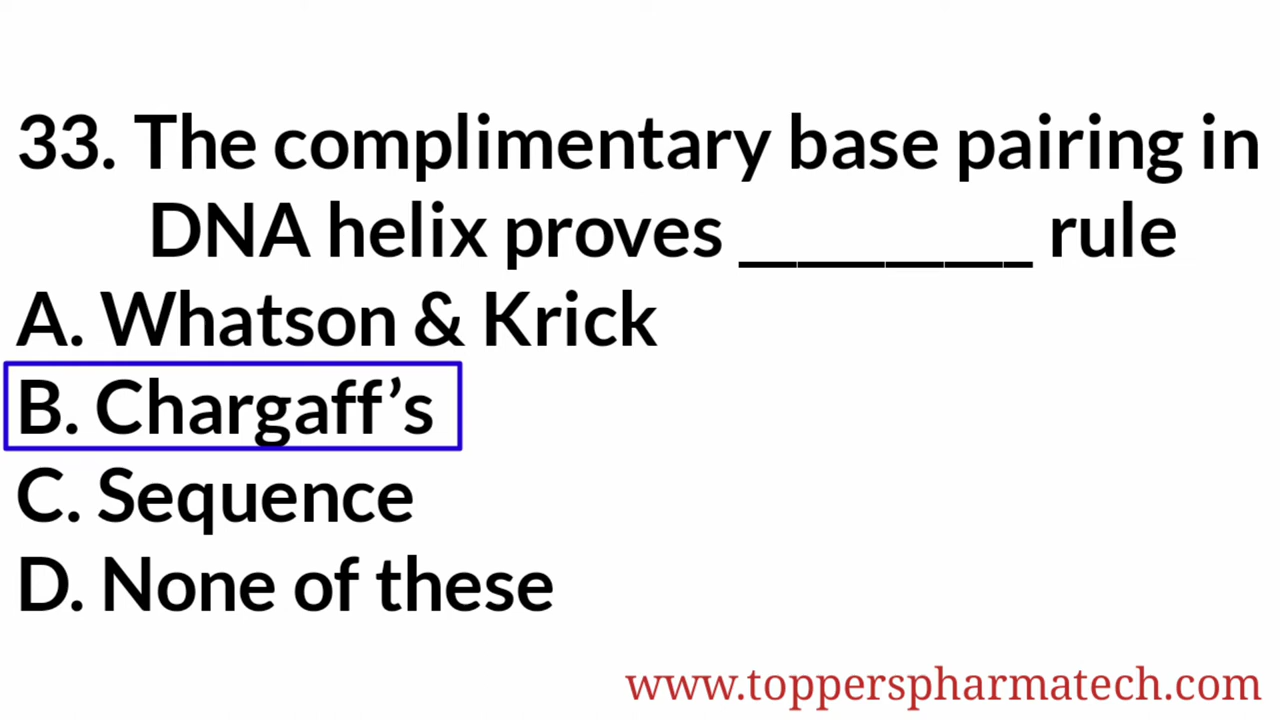 33. The complimentary base pairing in
DNA helix proves __________ rule
A. Whatson & Krick
B. Chargaff’s
C. Sequence
D. None of these
www.topperspharmatech.com